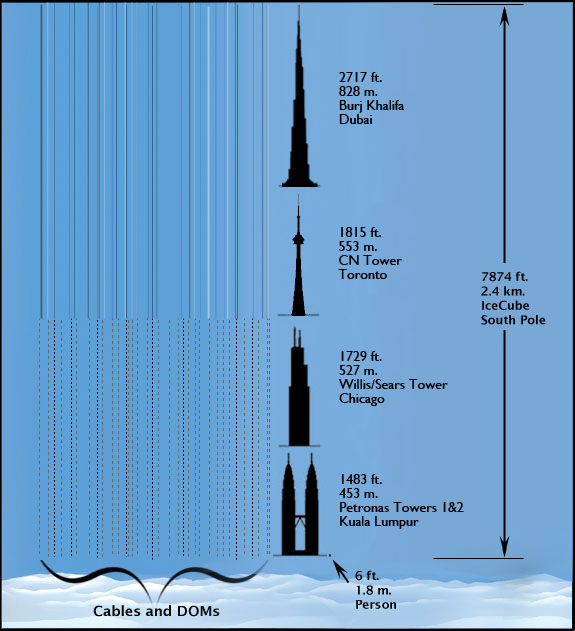 2717 ft.
828 m.
Burj Khalifa
Dubai
1815 ft.
553 m.
CN Tower
Toronto
7874 ft.
2.4 km.
IceCube
South Pole
1729 ft.
527 m.
Willis/Sears Tower
Chicago
1483 ft.
453 m.
Petronas Towers 1&2
Kuala Lumpur
6 ft.
1.8 m.
Person
Cables and DOMs